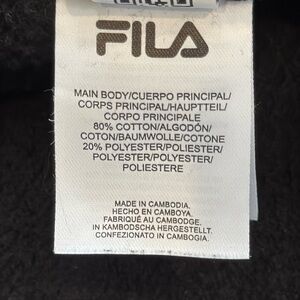 FILA
MAIN BODY/CUERPO PRINCIPAL/
CORPS PRINCIPAL/HAUPTTEIL/
CORPO PRINCIPALE
80% COTTON/ALGODÓN/
COTON/BAUMWOLLE/COTONE
20% POLYESTER/POLIESTER/
POLYESTER/POLYESTER/
POLIESTERE
MADE IN CAMBODIA.
HECHO EN CAMBOYA.
FABRIQUÉ AU CAMBODGE.
IN KAMBODSCHA HERGESTELLT.
CONFEZIONATO IN CAMBOGIA.